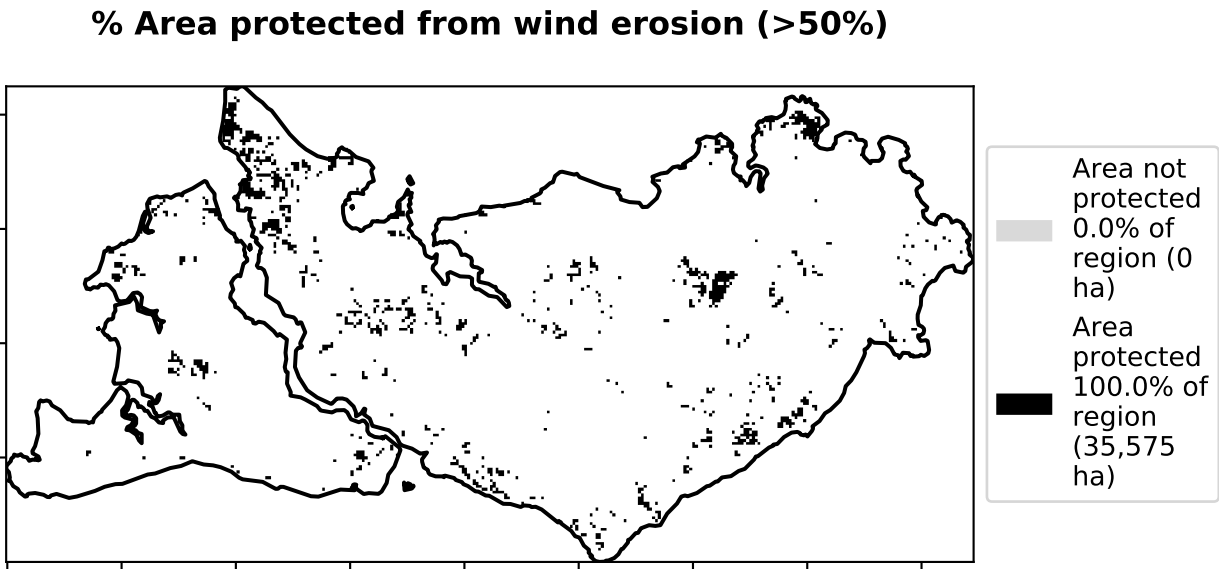 % Area protected from wind erosion (>50%)
Area not
protected
0.0% of
region (0
ha)
Area
protected
100.0% of
region
(35,575
ha)